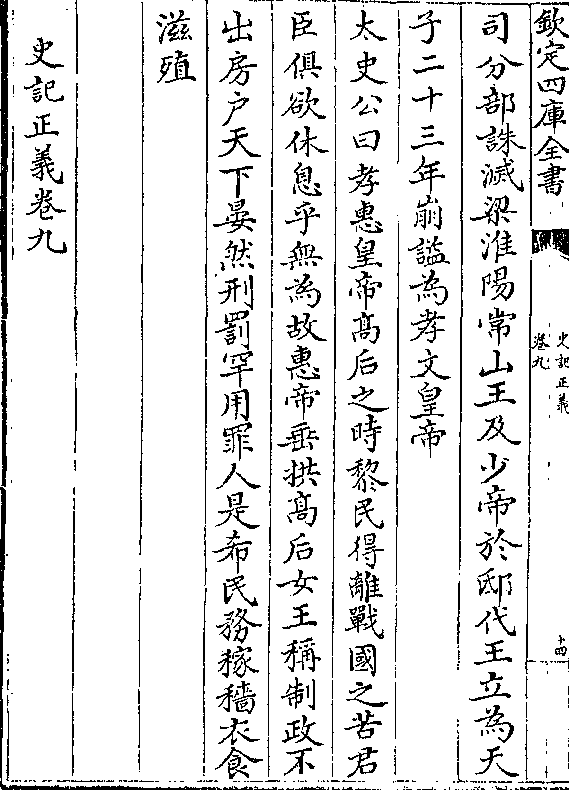 欽定四庫全書
史記正義
卷九
十四
司分部誅滅梁淮陽常山王及少帝於邸代王立為天
子二十三年崩謚為孝文皇帝
太史公曰孝惠皇帝髙后之時黎民得離戰國之苦君
臣俱欲休息乎無為故惠帝垂拱髙后女王稱制政不
出房户天下晏然刑罰罕用罪人是希民務稼穡衣食
滋殖
史記正義卷九